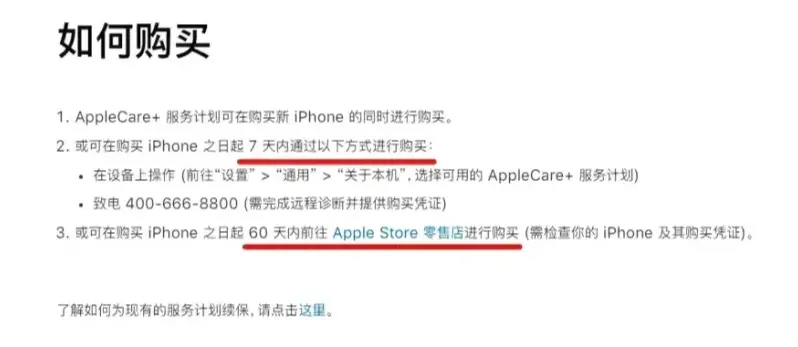 如何购买
1. AppleCare+ 服务计划可在购买新 iPhone 的同时进行购买。
2. 或可在购买 iPhone 之日起 7 天内通过以下方式进行购买:
• 在设备上操作 (前往“设置” > “通用” > “关于本机”, 选择可用的 AppleCare+ 服务计划)
• 致电 400-666-8800 (需完成远程诊断并提供购买凭证)
3. 或可在购买 iPhone 之日起 60 天内前往 Apple Store 零售店进行购买 (需检查你的 iPhone 及其购买凭证)。
了解如何为现有的服务计划续保, 请点击这里。